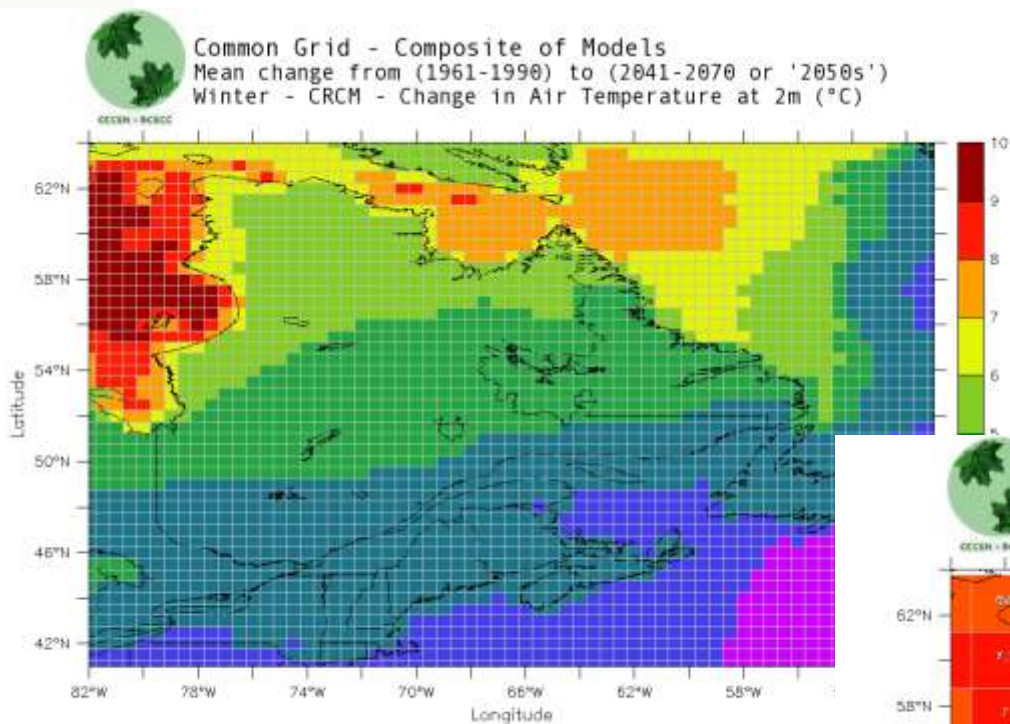 Common Grid - Composite of Models
Mean change from (1961-1990) to (2041-2070 or '2050s')
Winter - CRCM - Change in Air Temperature at 2m (°C)
CCCSN - RCSCC
10
9
8
7
6
62°N
58°N
54°N
50°N
46°N
42°N
Latitude
82°W
78°W
74°W
70°W
66°W
62°W
58°W
Longitude
62°N
58°N